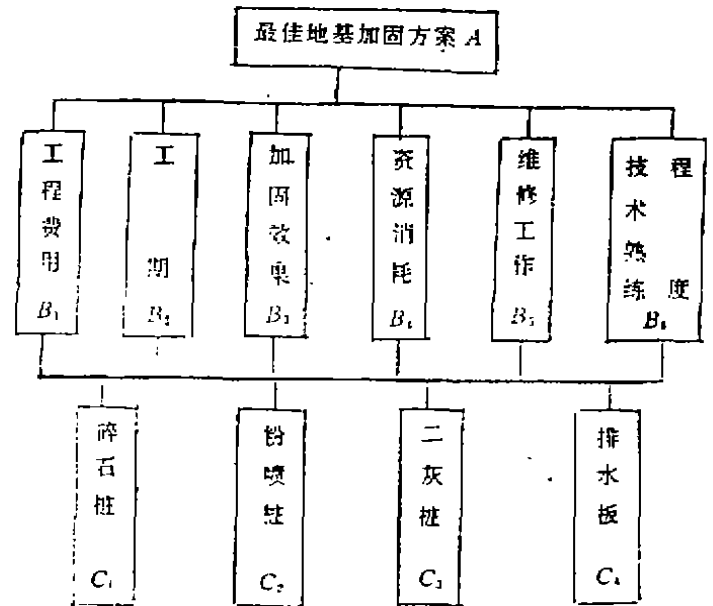 最佳地基加固方案 A
工程费用 B₁
工期 B₂
加固效果 B₃
资源消耗 B₄
维修工作 B₅
技术熟练程度 B₆
碎石桩 C₁
粉喷桩 C₂
二灰桩 C₃
排水板 C₄